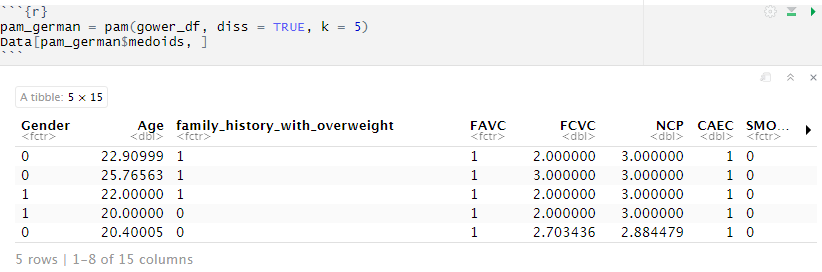 ```{r}
pam_german = pam(gower_df, diss = TRUE, k = 5)
Data[pam_german$medoids, ]
```
A tibble: 5 × 15
Gender Age family_history_with_overweight FAVC FCVC NCP CAEC SMO...
<fctr> <dbl> <fctr> <fctr> <dbl> <dbl> <dbl> <fctr>
0 22.90999 1 1 2.000000 3.000000 1 0
0 25.76563 1 1 3.000000 3.000000 1 0
1 22.00000 1 1 2.000000 3.000000 1 0
1 20.00000 0 1 2.000000 3.000000 1 0
0 20.40005 0 1 2.703436 2.884479 1 0
5 rows | 1-8 of 15 columns